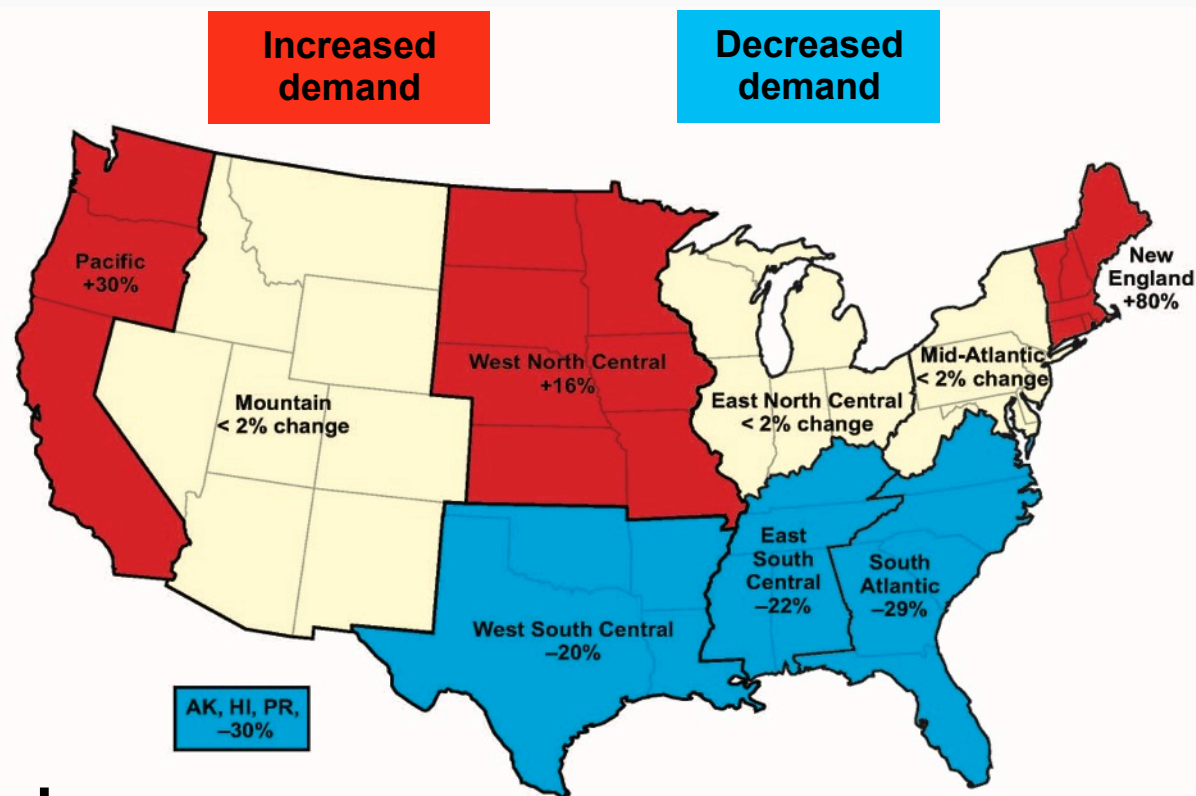 Increased
demand
Decreased
demand
Pacific
+30%
New
England
+80%
West North Central
+16%
Mid-Atlantic
< 2% change
Mountain
< 2% change
East North Central
< 2% change
East
South
Central
–22%
South
Atlantic
–29%
West South Central
–20%
AK, HI, PR,
–30%